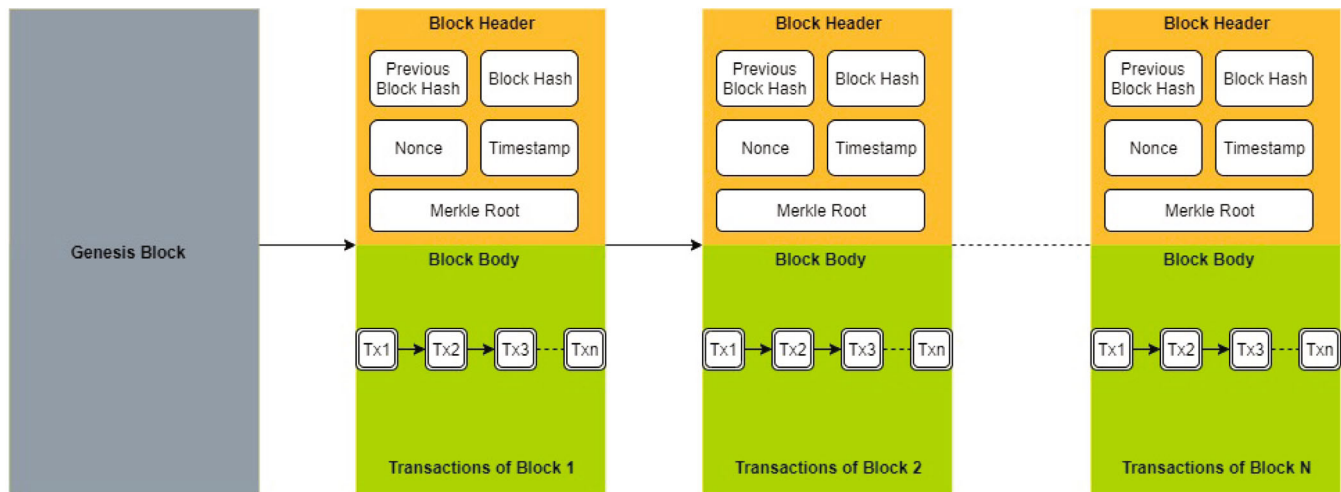 Genesis Block
Block Header
Previous
Block Hash
Block Hash
Nonce
Timestamp
Merkle Root
Block Body
Tx1
Tx2
Tx3
Txn
Transactions of Block 1
Block Header
Previous
Block Hash
Block Hash
Nonce
Timestamp
Merkle Root
Block Body
Tx1
Tx2
Tx3
Txn
Transactions of Block 2
Block Header
Previous
Block Hash
Block Hash
Nonce
Timestamp
Merkle Root
Block Body
Tx1
Tx2
Tx3
Txn
Transactions of Block N